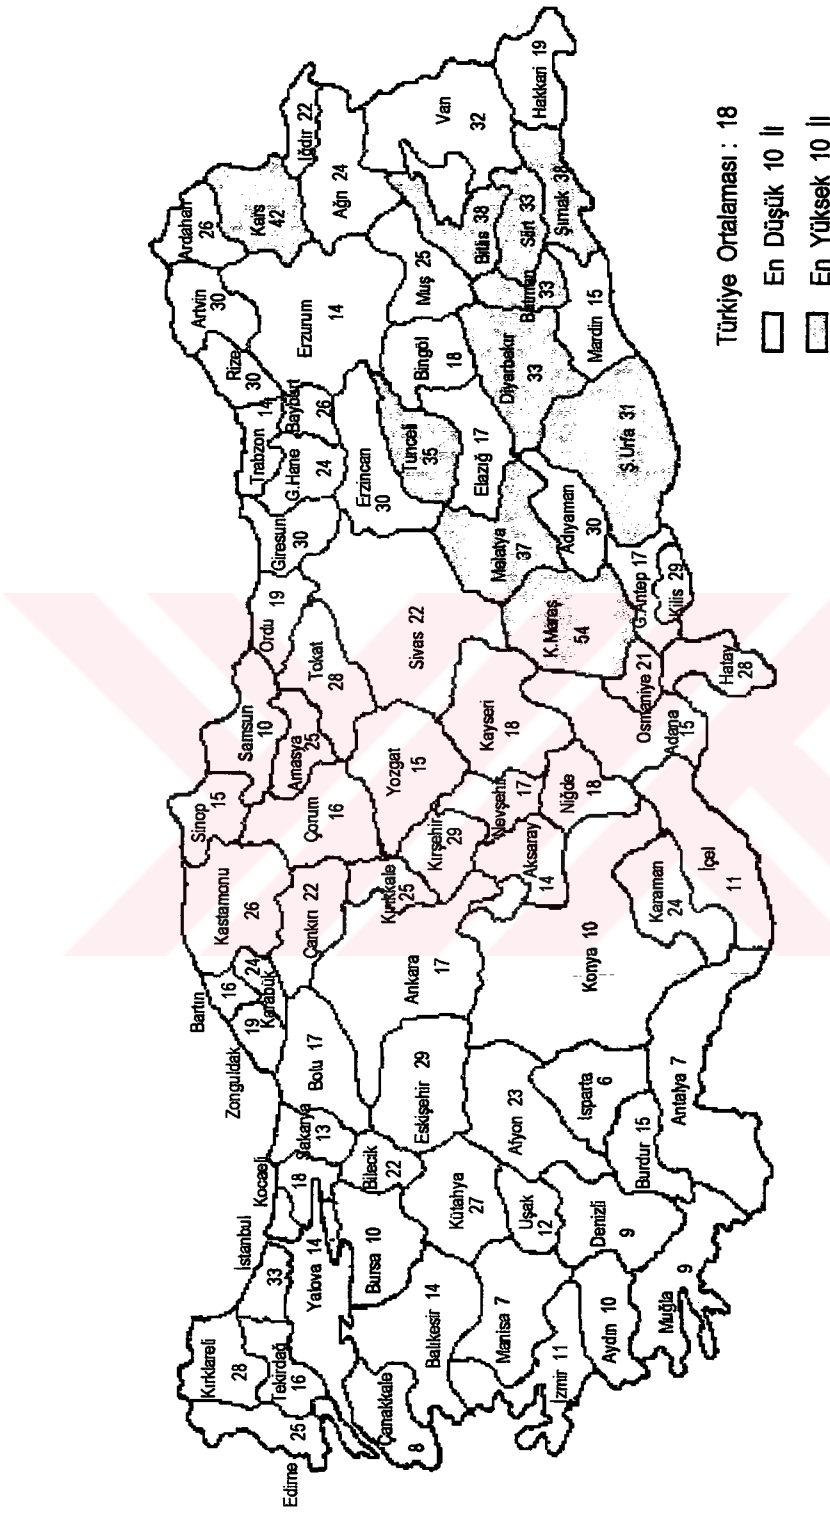 Edirne
25
Kırklareli
28
Tekirdağ
16
İstanbul
33
Yalova 14
Kocaeli
18
Sakarya
13
Çanakkale
8
Balıkesir 14
Bursa 10
Bilecik
22
Kütahya
27
Manisa 7
Uşak
12
İzmir 11
Aydın 10
Denizli
9
Muğla
9
Eskişehir 29
Afyon 23
Isparta
6
Burdur 15
Antalya 7
Bolu 17
Zonguldak
19
Bartın
16
Karabük
24
Kastamonu
26
Çankırı 22
Ankara
17
Kırıkkale
25
Kırşehir
29
Konya 10
Aksaray
14
Karaman
24
İçel
11
Sinop
15
Samsun
10
Amasya
25
Çorum
16
Yozgat
15
Nevşehir
17
Niğde
18
Kayseri
18
Adana
15
Osmaniye 21
Hatay
28
Ordu 19
Tokat
28
Sivas 22
Giresun
30
K.Maraş
54
G.Antep 17
Kilis 29
Malatya
37
Adıyaman
30
Ş.Urfa 31
Trabzon
14
G.Hane
24
Bayburt
26
Rize
30
Artvin
30
Ardahan
26
Kars
42
Iğdır 22
Ağrı 24
Erzurum
14
Erzincan
30
Tunceli
35
Elazığ 17
Bingöl
18
Muş 25
Diyarbakır
33
Mardin 15
Batman
33
Bitlis 38
Siirt 33
Şırnak 38
Van
32
Hakkari 19
Türkiye Ortalaması : 18
En Düşük 10 İl
En Yüksek 10 İl